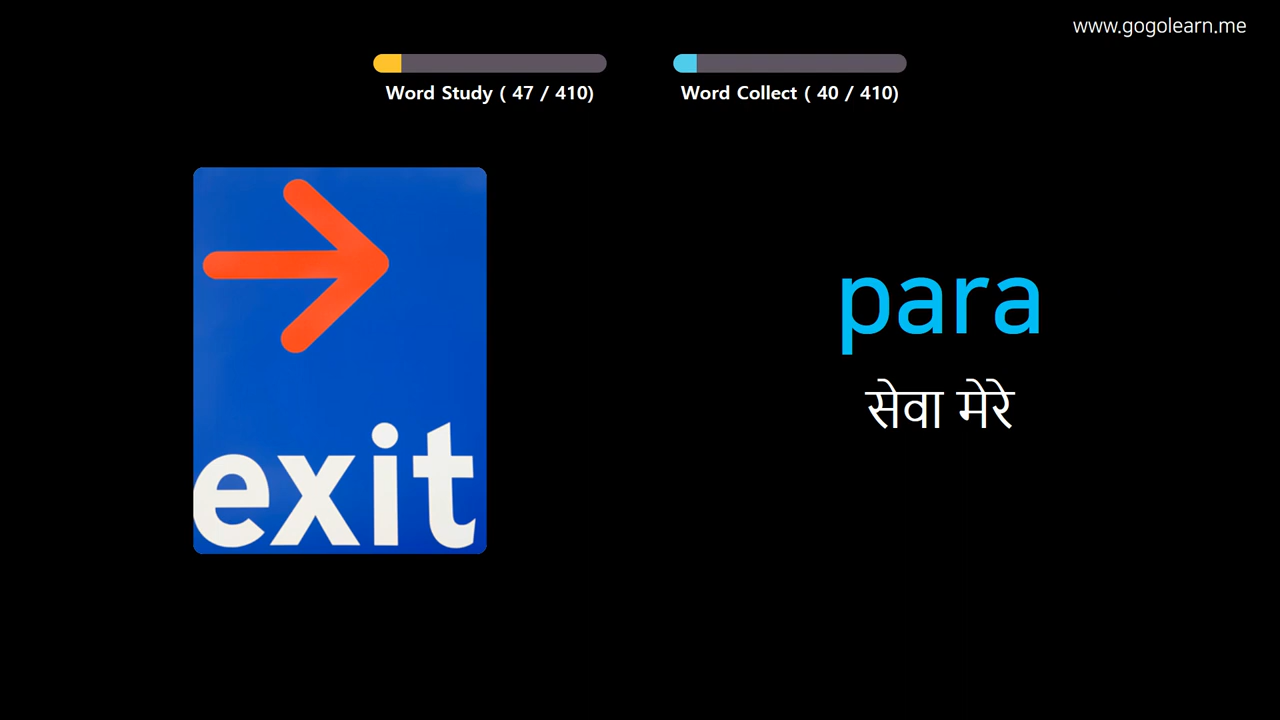 www.gogolearn.me
Word Study ( 47 / 410)
Word Collect ( 40 / 410)
exit
para
सेवा मेरे